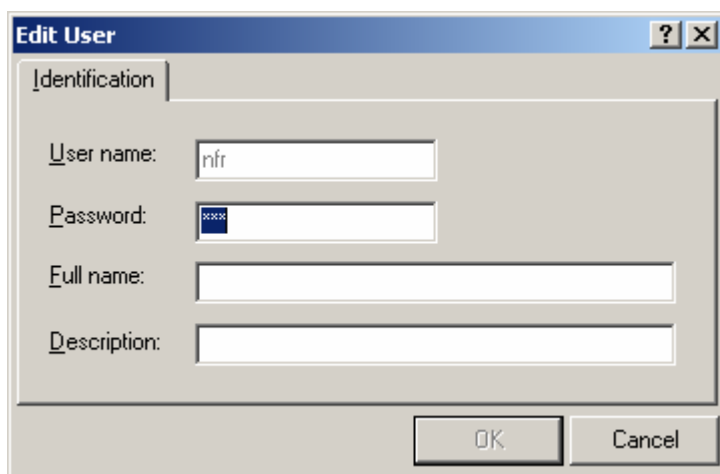 Edit User
Identification
User name: nfr
Password: ***
Full name:
Description:
OK Cancel